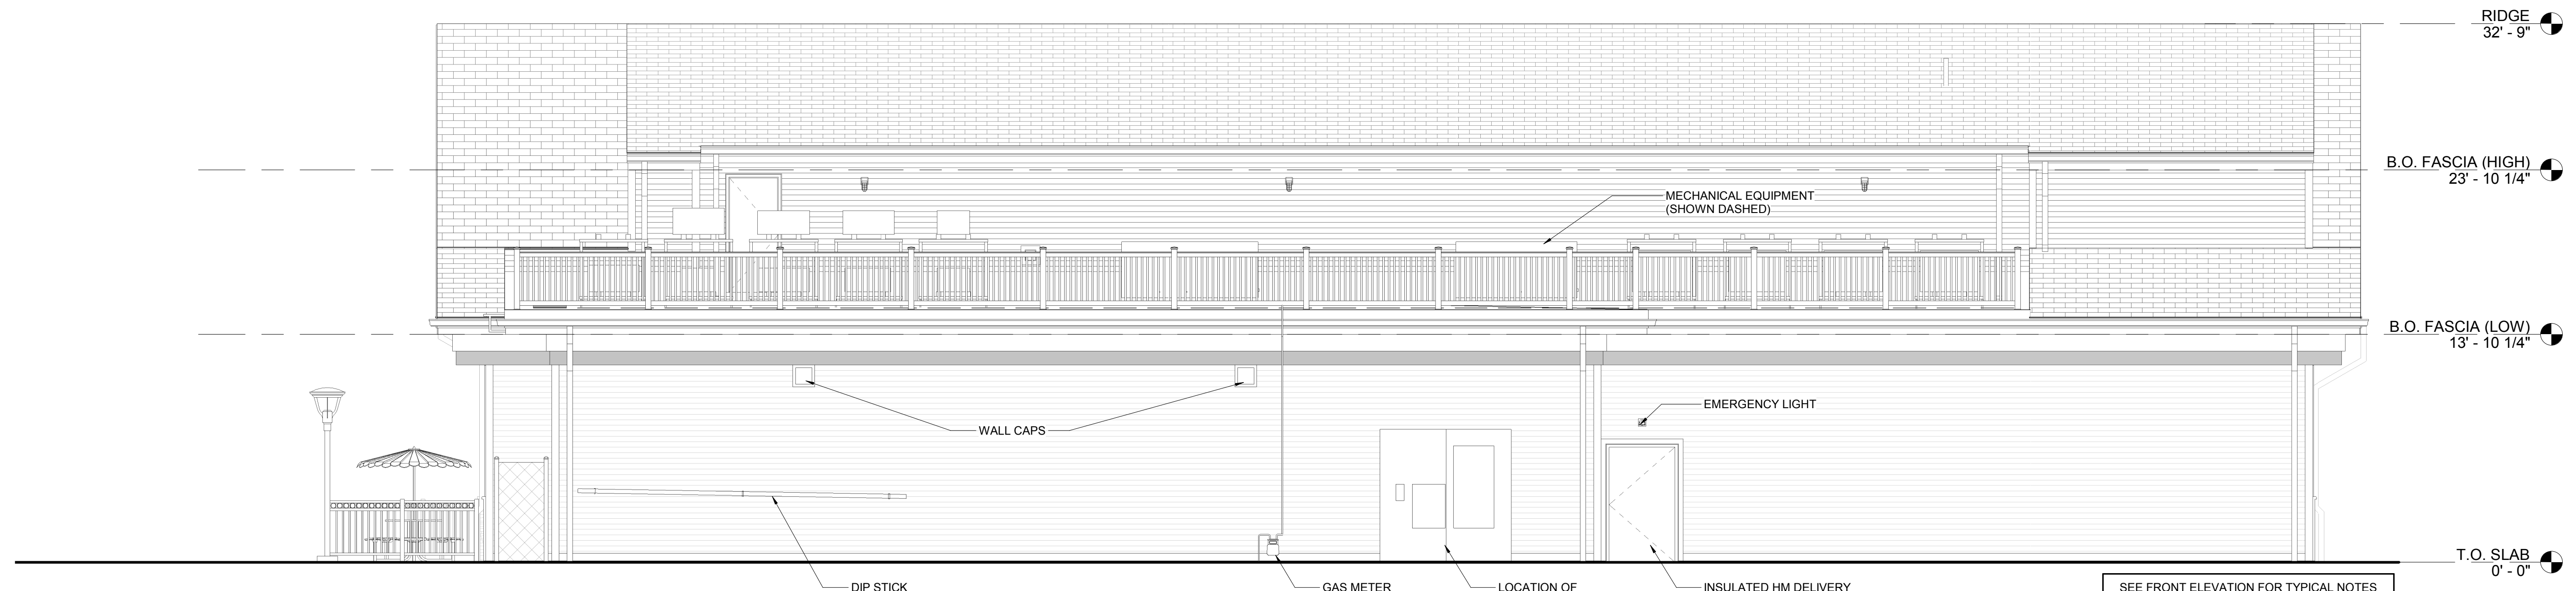 RIDGE
32' - 9"
B.O. FASCIA (HIGH)
23' - 10 1/4"
MECHANICAL EQUIPMENT
(SHOWN DASHED)
B.O. FASCIA (LOW)
13' - 10 1/4"
EMERGENCY LIGHT
WALL CAPS
T.O. SLAB
0' - 0"
DIP STICK
GAS METER
LOCATION OF
INSULATED HM DELIVERY
SEE FRONT ELEVATION FOR TYPICAL NOTES